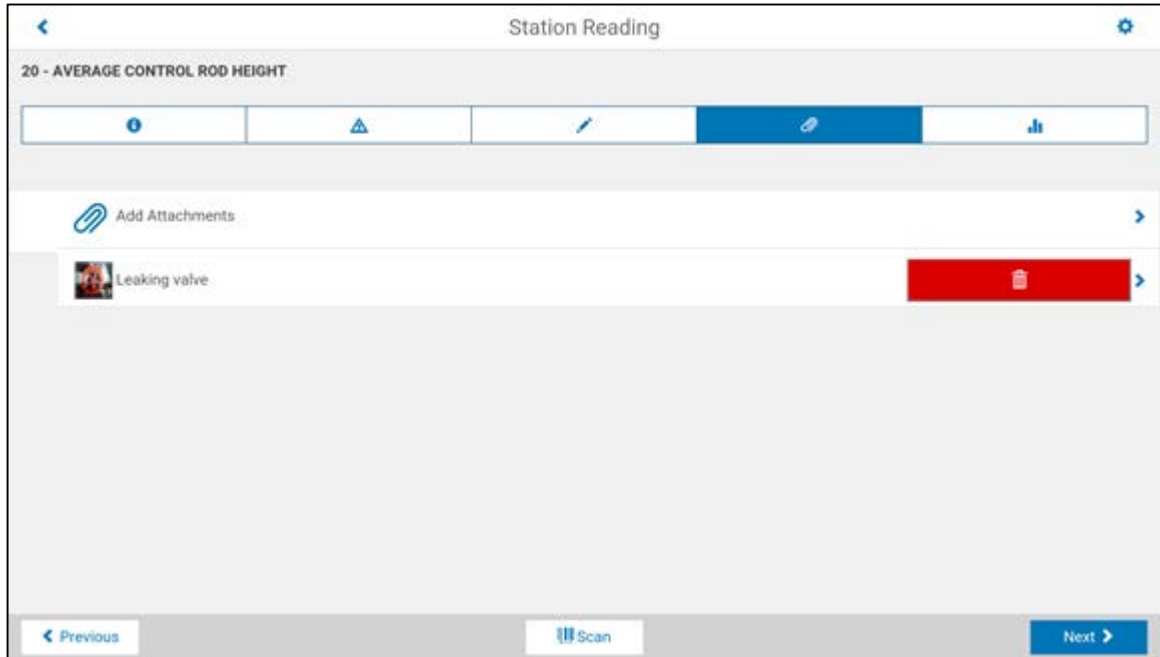 Station Reading
20 - AVERAGE CONTROL ROD HEIGHT
Add Attachments
Leaking valve
Previous
Scan
Next